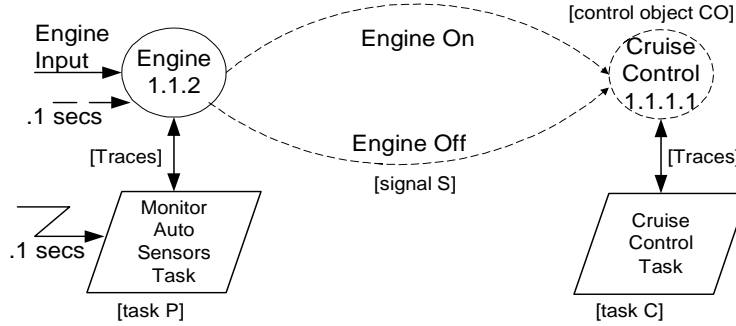 [control object CO]
Engine
Input
Engine
1.1.2
Engine On
Cruise
Control
1.1.1.1
.1 secs
Engine Off
[Traces]
[signal S]
[Traces]
Monitor
Auto
Sensors
Task
.1 secs
Cruise
Control
Task
[task P]
[task C]